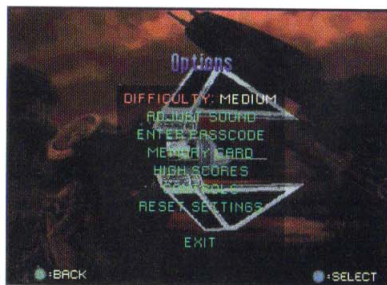 Options
DIFFICULTY: MEDIUM
ADJUST SOUND
ENTER PASSCODE
MEMORY CARD
HIGH SCORES
CONTROLS
RESET SETTINGS
EXIT
:BACK
:SELECT